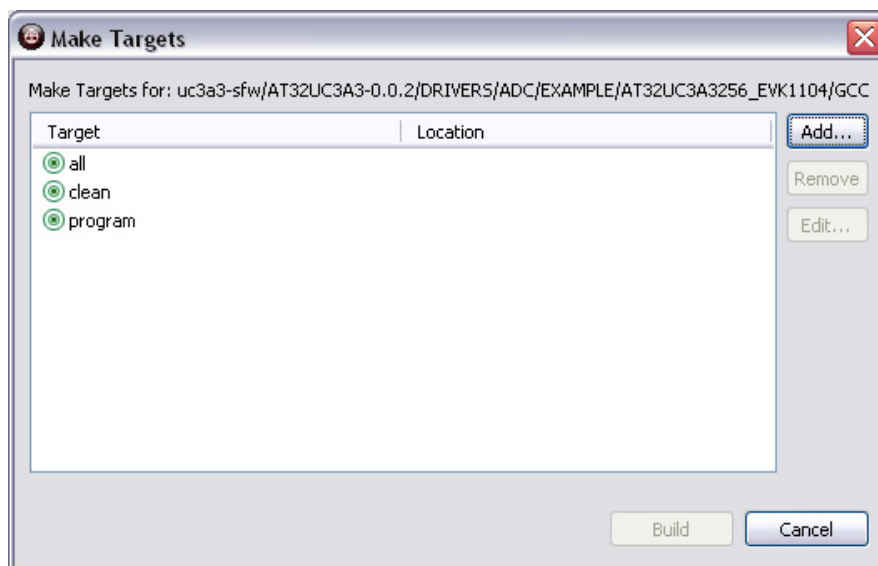 Make Targets
Make Targets for: uc3a3-sfw/AT32UC3A3-0.0.2/DRIVERS/ADC/EXAMPLE/AT32UC3A3256_EVK1104/GCC
Target Location Add...
all
clean Remove
program Edit...
Build Cancel